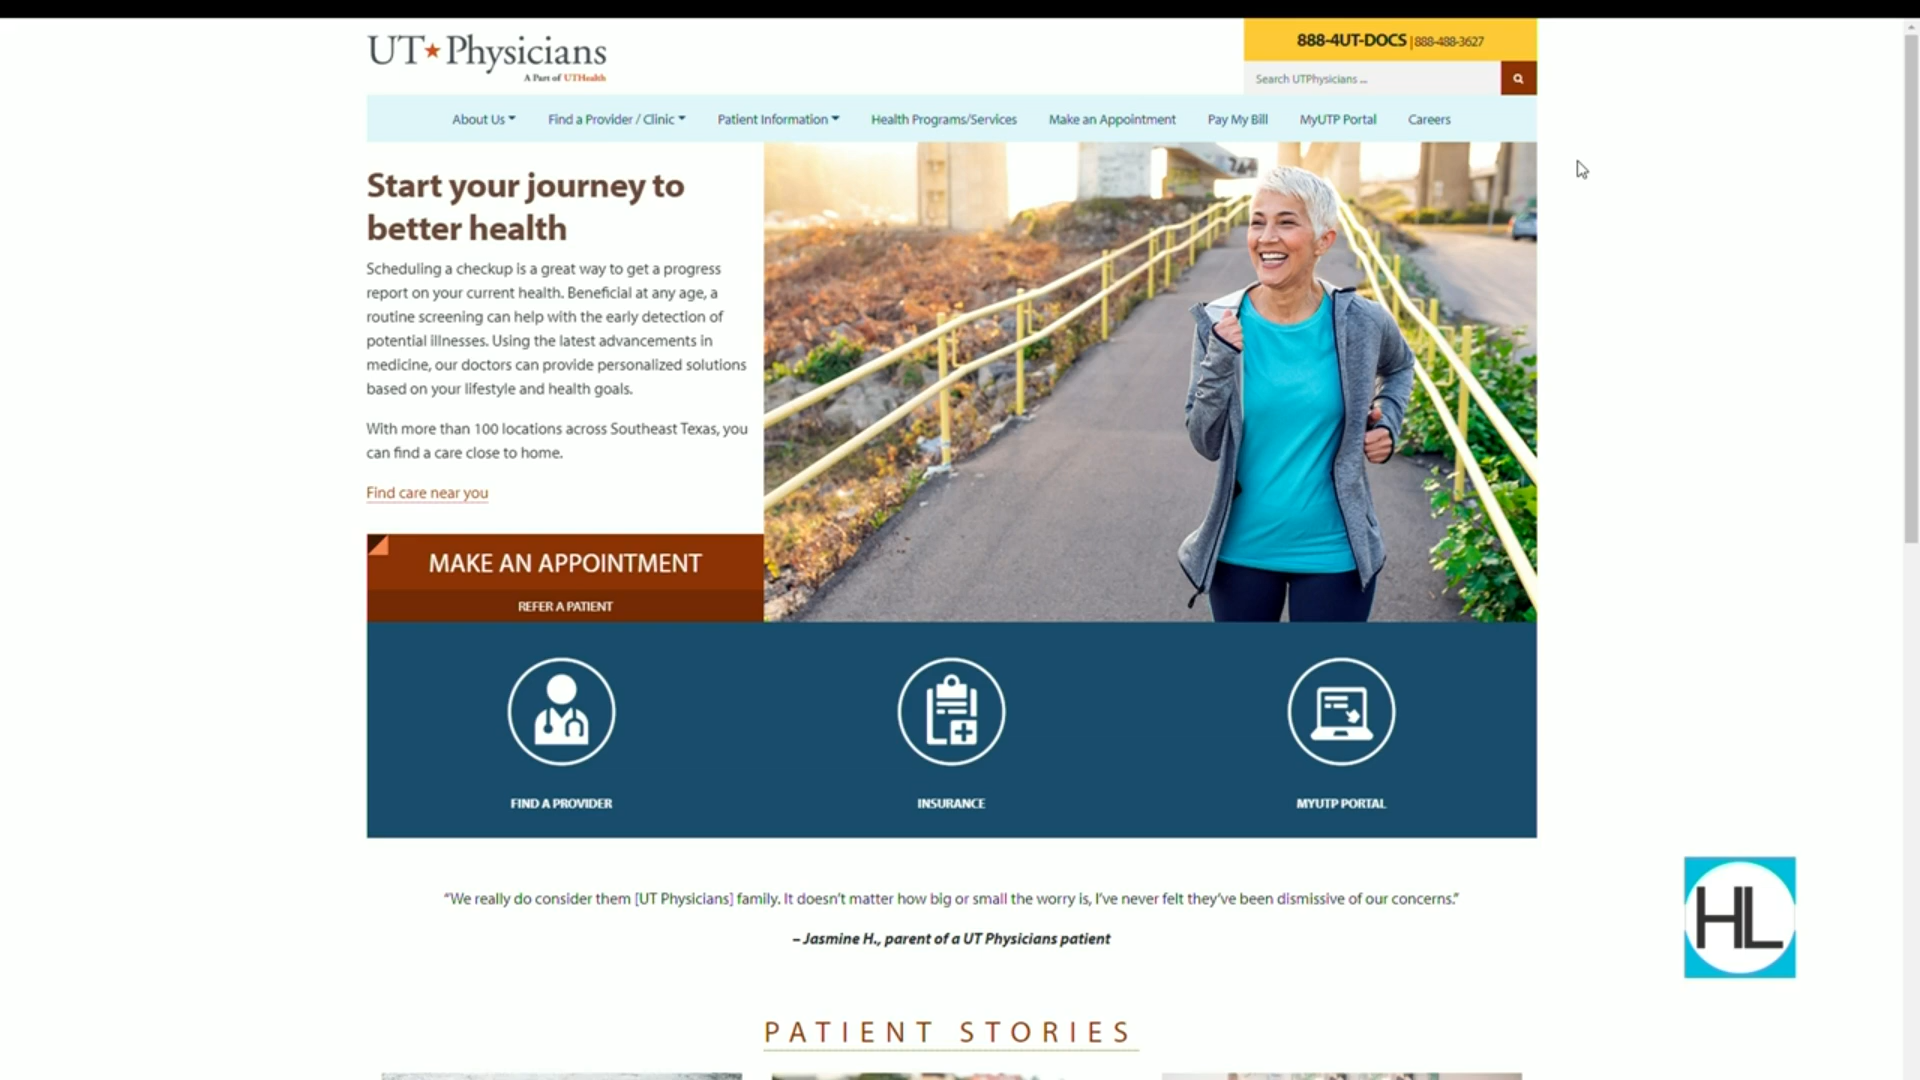 UT Physicians
A Part of UTHealth
888-4UT-DOCS | 888-488-3627
Search UTPhysicians ...
About Us Find a Provider / Clinic Patient Information Health Programs/Services Make an Appointment Pay My Bill MyUTP Portal Careers
Start your journey to
better health
Scheduling a checkup is a great way to get a progress
report on your current health. Beneficial at any age, a
routine screening can help with the early detection of
potential illnesses. Using the latest advancements in
medicine, our doctors can provide personalized solutions
based on your lifestyle and health goals.
With more than 100 locations across Southeast Texas, you
can find a care close to home.
Find care near you
MAKE AN APPOINTMENT
REFER A PATIENT
FIND A PROVIDER INSURANCE MYUTP PORTAL
“We really do consider them [UT Physicians] family. It doesn’t matter how big or small the worry is, I’ve never felt they’ve been dismissive of our concerns.”
– Jasmine H., parent of a UT Physicians patient
HL
PATIENT STORIES